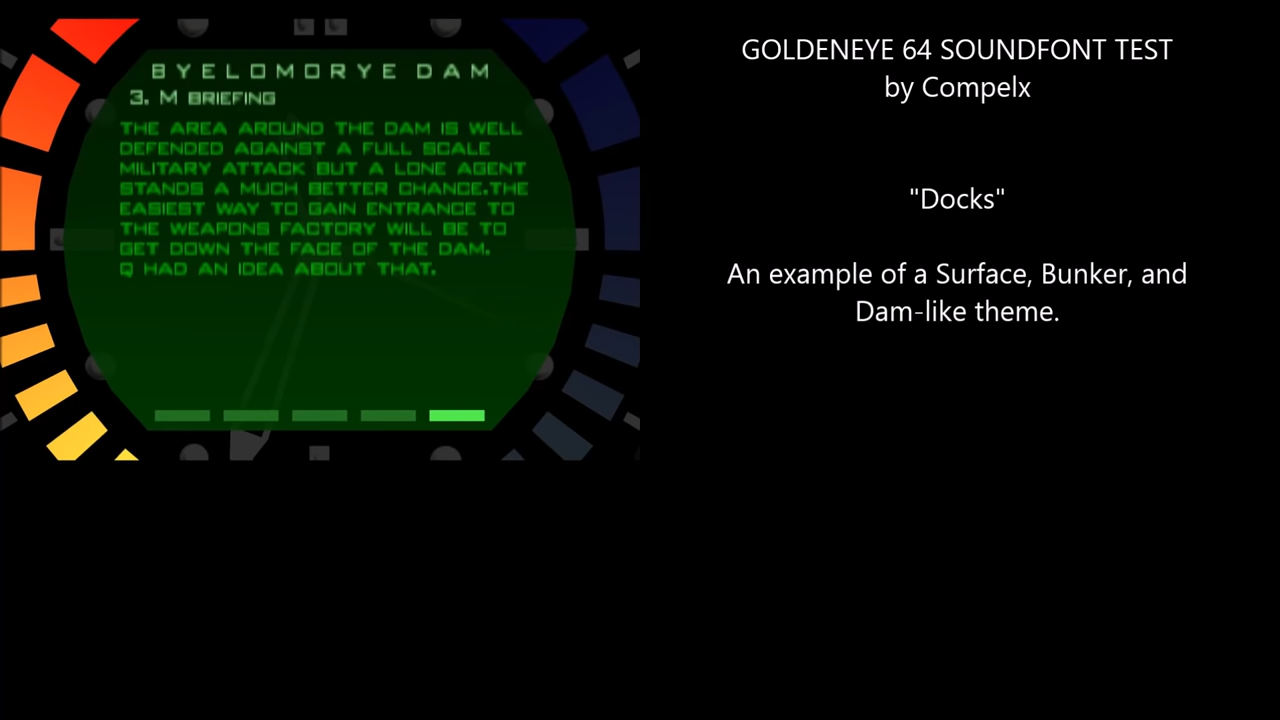 BYELOMORYE DAM
3. M BRIEFING
THE AREA AROUND THE DAM IS WELL
DEFENDED AGAINST A FULL SCALE
MILITARY ATTACK BUT A LONE AGENT
STANDS A MUCH BETTER CHANCE.THE
EASIEST WAY TO GAIN ENTRANCE TO
THE WEAPONS FACTORY WILL BE TO
GET DOWN THE FACE OF THE DAM.
Q HAD AN IDEA ABOUT THAT.
GOLDENEYE 64 SOUNDFONT TEST
by Compelx
"Docks"
An example of a Surface, Bunker, and
Dam-like theme.